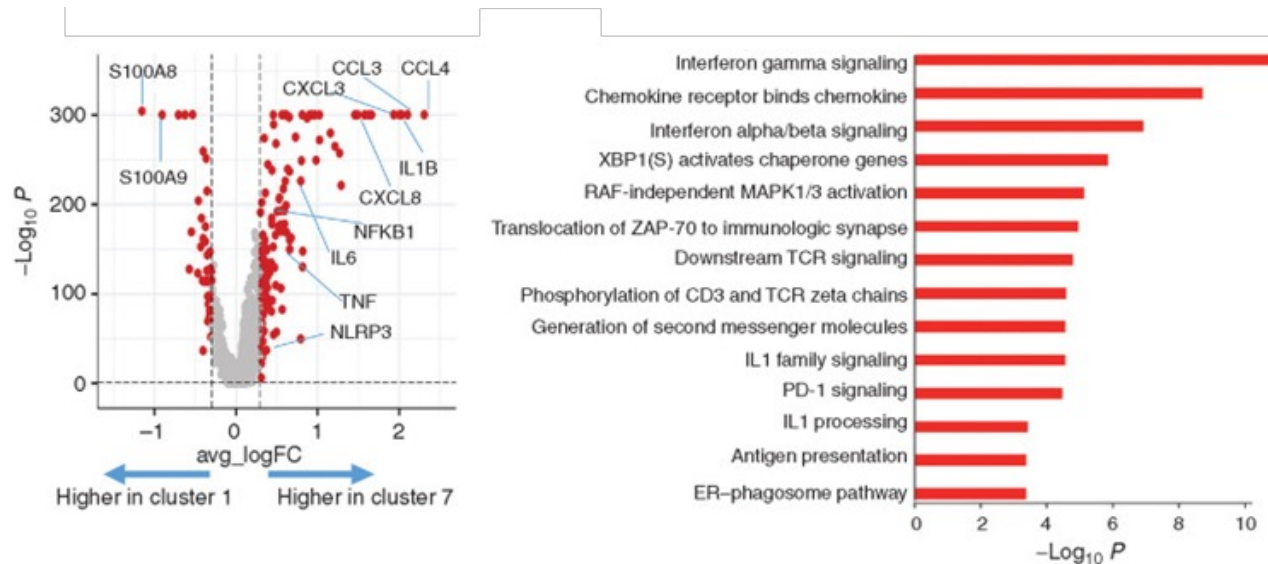 S100A8
S100A9
CXCL3
CCL3
CCL4
IL1B
CXCL8
NFKB1
IL6
TNF
NLRP3
300
200
100
0
−Log10 P
−1
0
1
2
avg_logFC
Higher in cluster 1
Higher in cluster 7
Interferon gamma signaling
Chemokine receptor binds chemokine
Interferon alpha/beta signaling
XBP1(S) activates chaperone genes
RAF-independent MAPK1/3 activation
Translocation of ZAP-70 to immunologic synapse
Downstream TCR signaling
Phosphorylation of CD3 and TCR zeta chains
Generation of second messenger molecules
IL1 family signaling
PD-1 signaling
IL1 processing
Antigen presentation
ER–phagosome pathway
0
2
4
6
8
10
−Log10 P